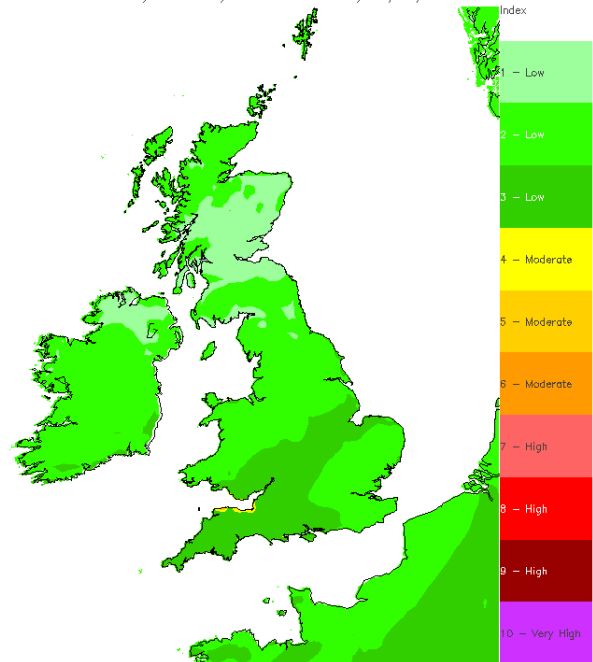 Index
1 - Low
2 - Low
3 - Low
4 - Moderate
5 - Moderate
6 - Moderate
7 - High
8 - High
9 - High
10 - Very High